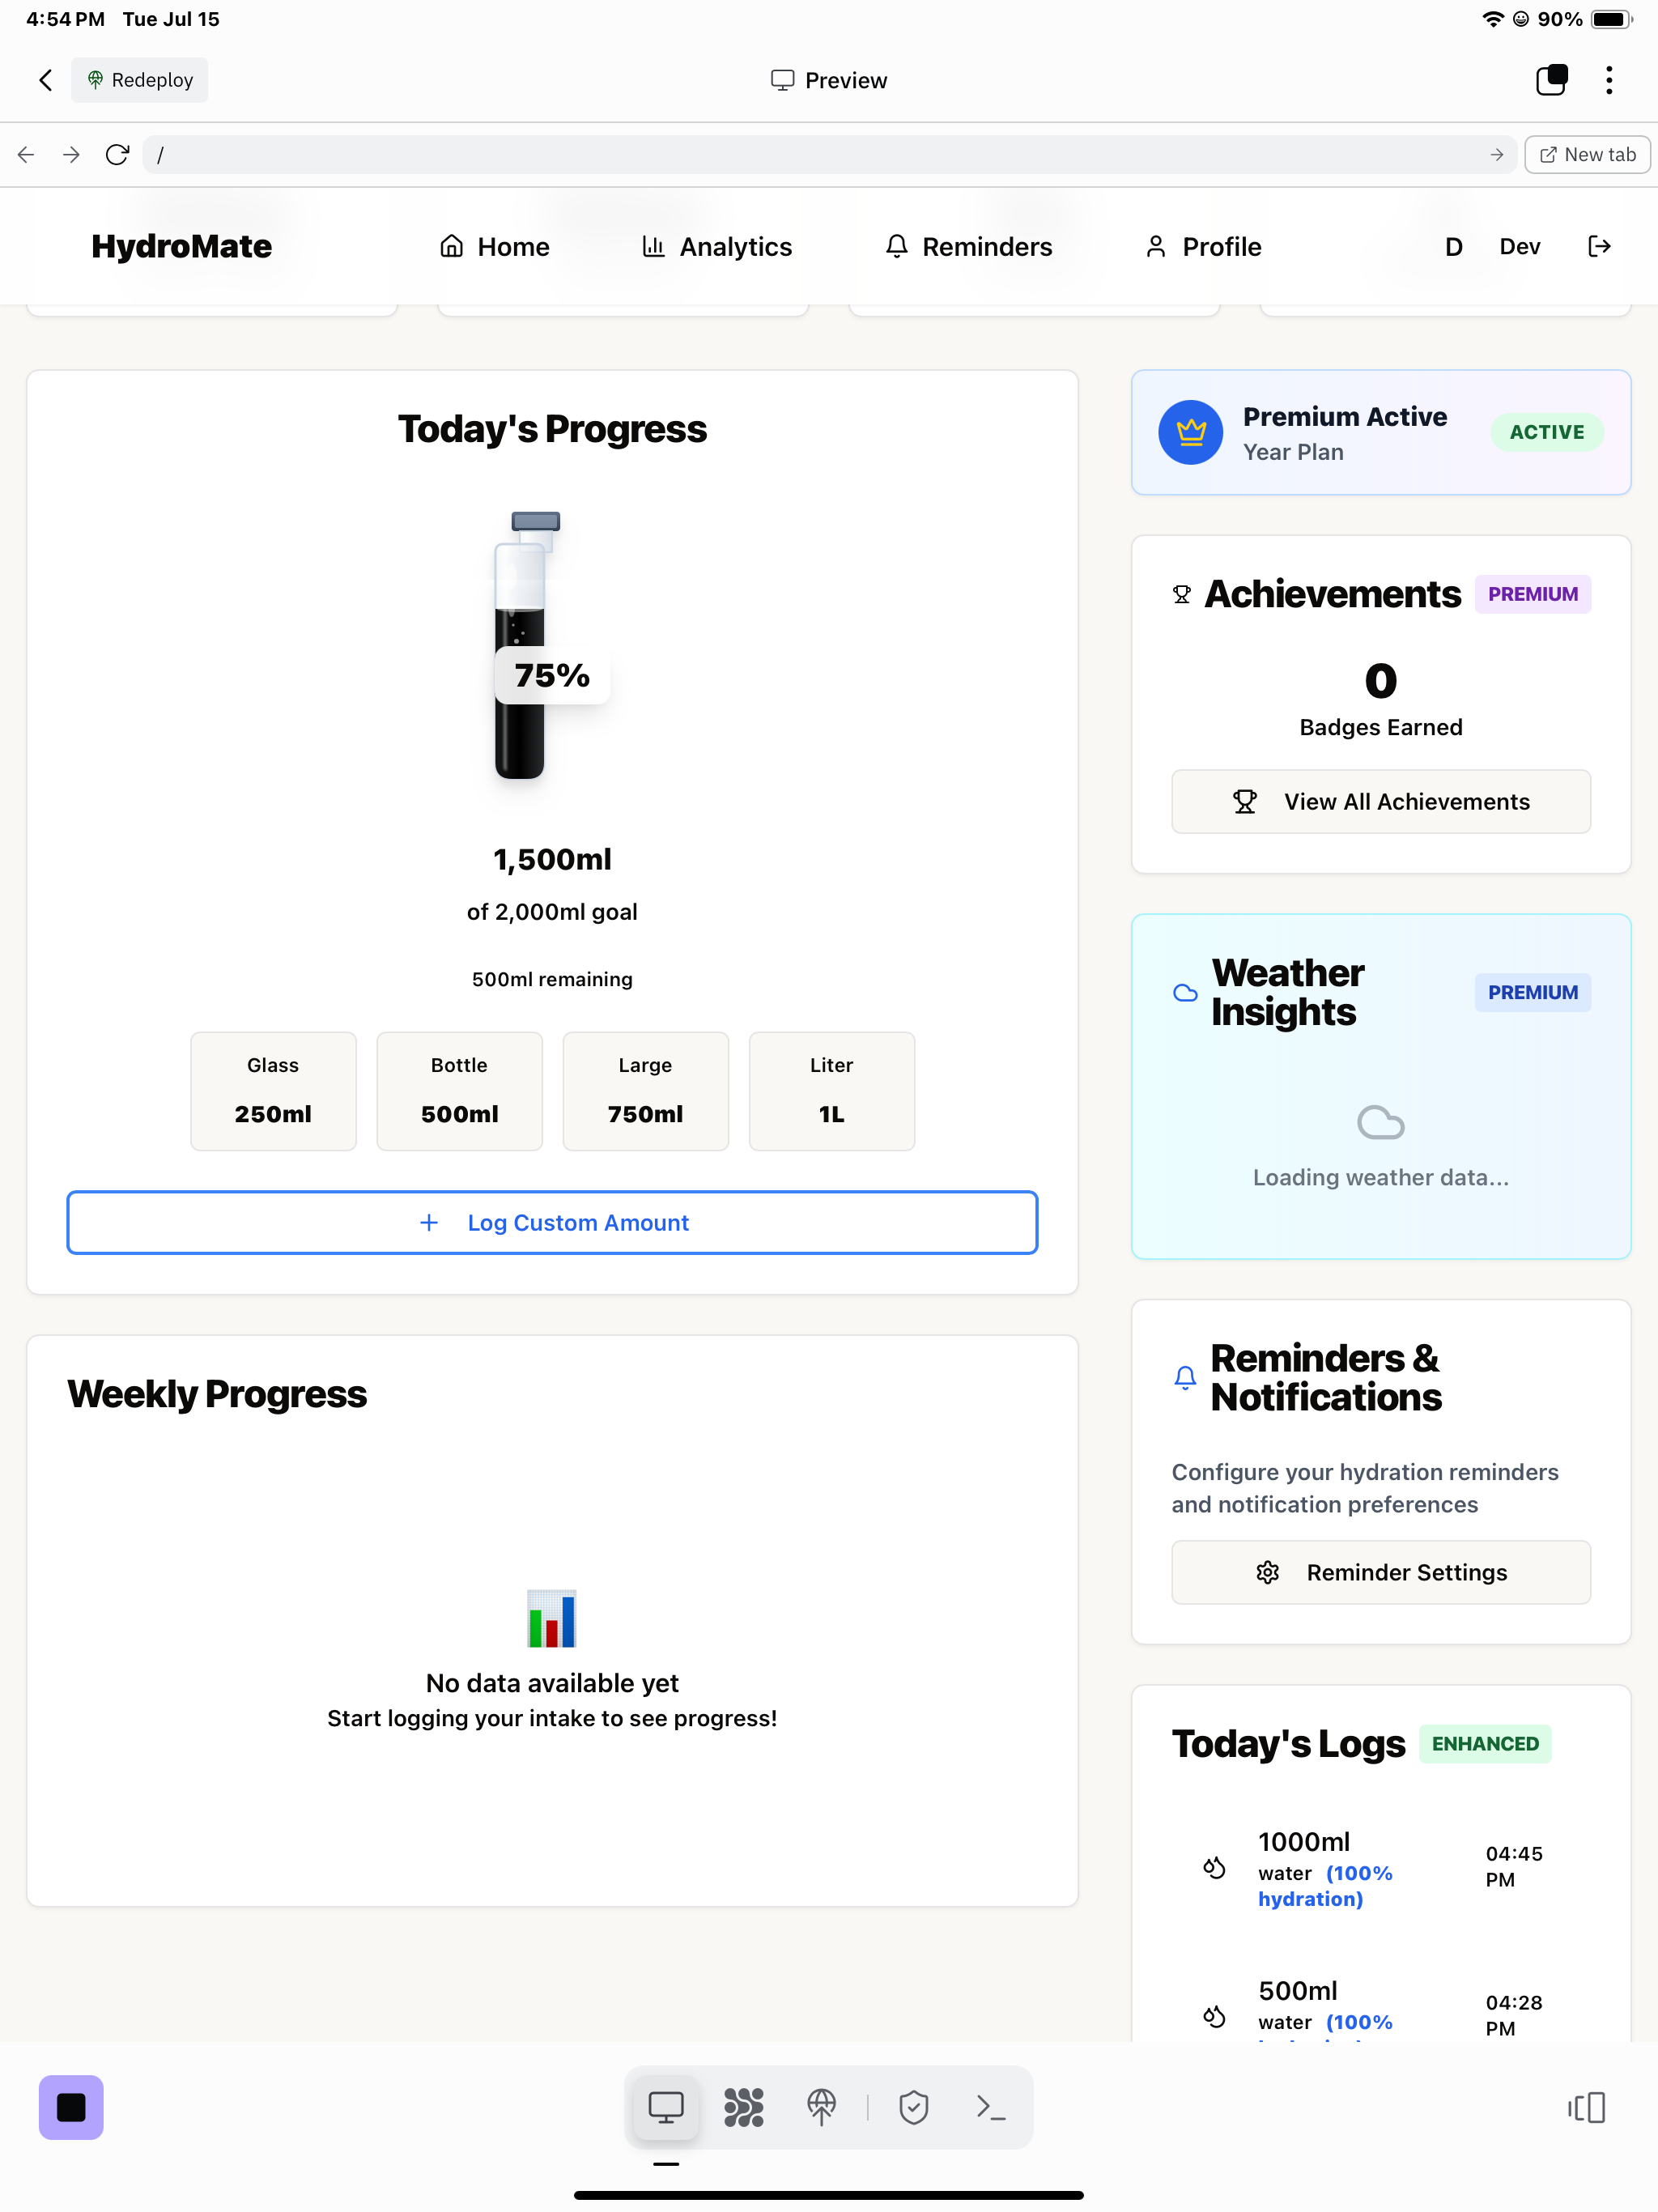 4:54 PM Tue Jul 15
90%
Redeploy
Preview
/
New tab
HydroMate
Home
Analytics
Reminders
Profile
D
Dev
Today's Progress
75%
1,500ml
of 2,000ml goal
500ml remaining
Glass
250ml
Bottle
500ml
Large
750ml
Liter
1L
Log Custom Amount
Weekly Progress
No data available yet
Start logging your intake to see progress!
Premium Active
Year Plan
ACTIVE
Achievements
PREMIUM
0
Badges Earned
View All Achievements
Weather
Insights
PREMIUM
Loading weather data...
Reminders &
Notifications
Configure your hydration reminders
and notification preferences
Reminder Settings
Today's Logs
ENHANCED
1000ml
water (100%
hydration)
04:45
PM
500ml
water (100%
04:28
PM